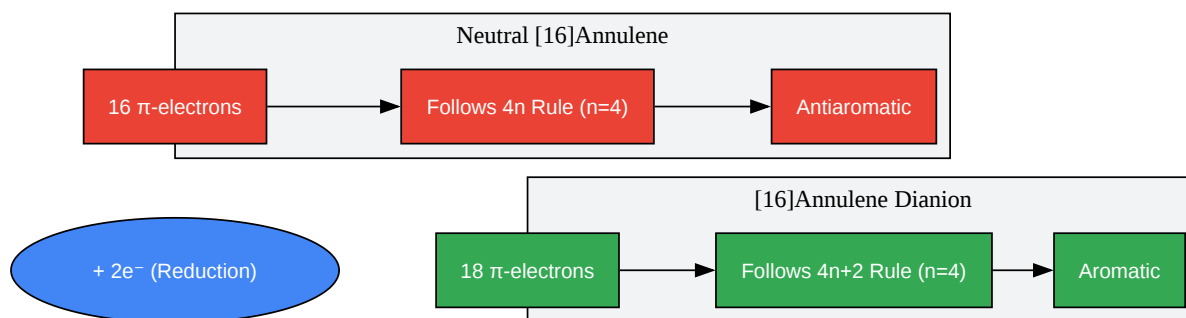 Neutral [16]Annulene
16 π-electrons
Follows 4n Rule (n=4)
Antiaromatic
[16]Annulene Dianion
+ 2e⁻ (Reduction)
18 π-electrons
Follows 4n+2 Rule (n=4)
Aromatic